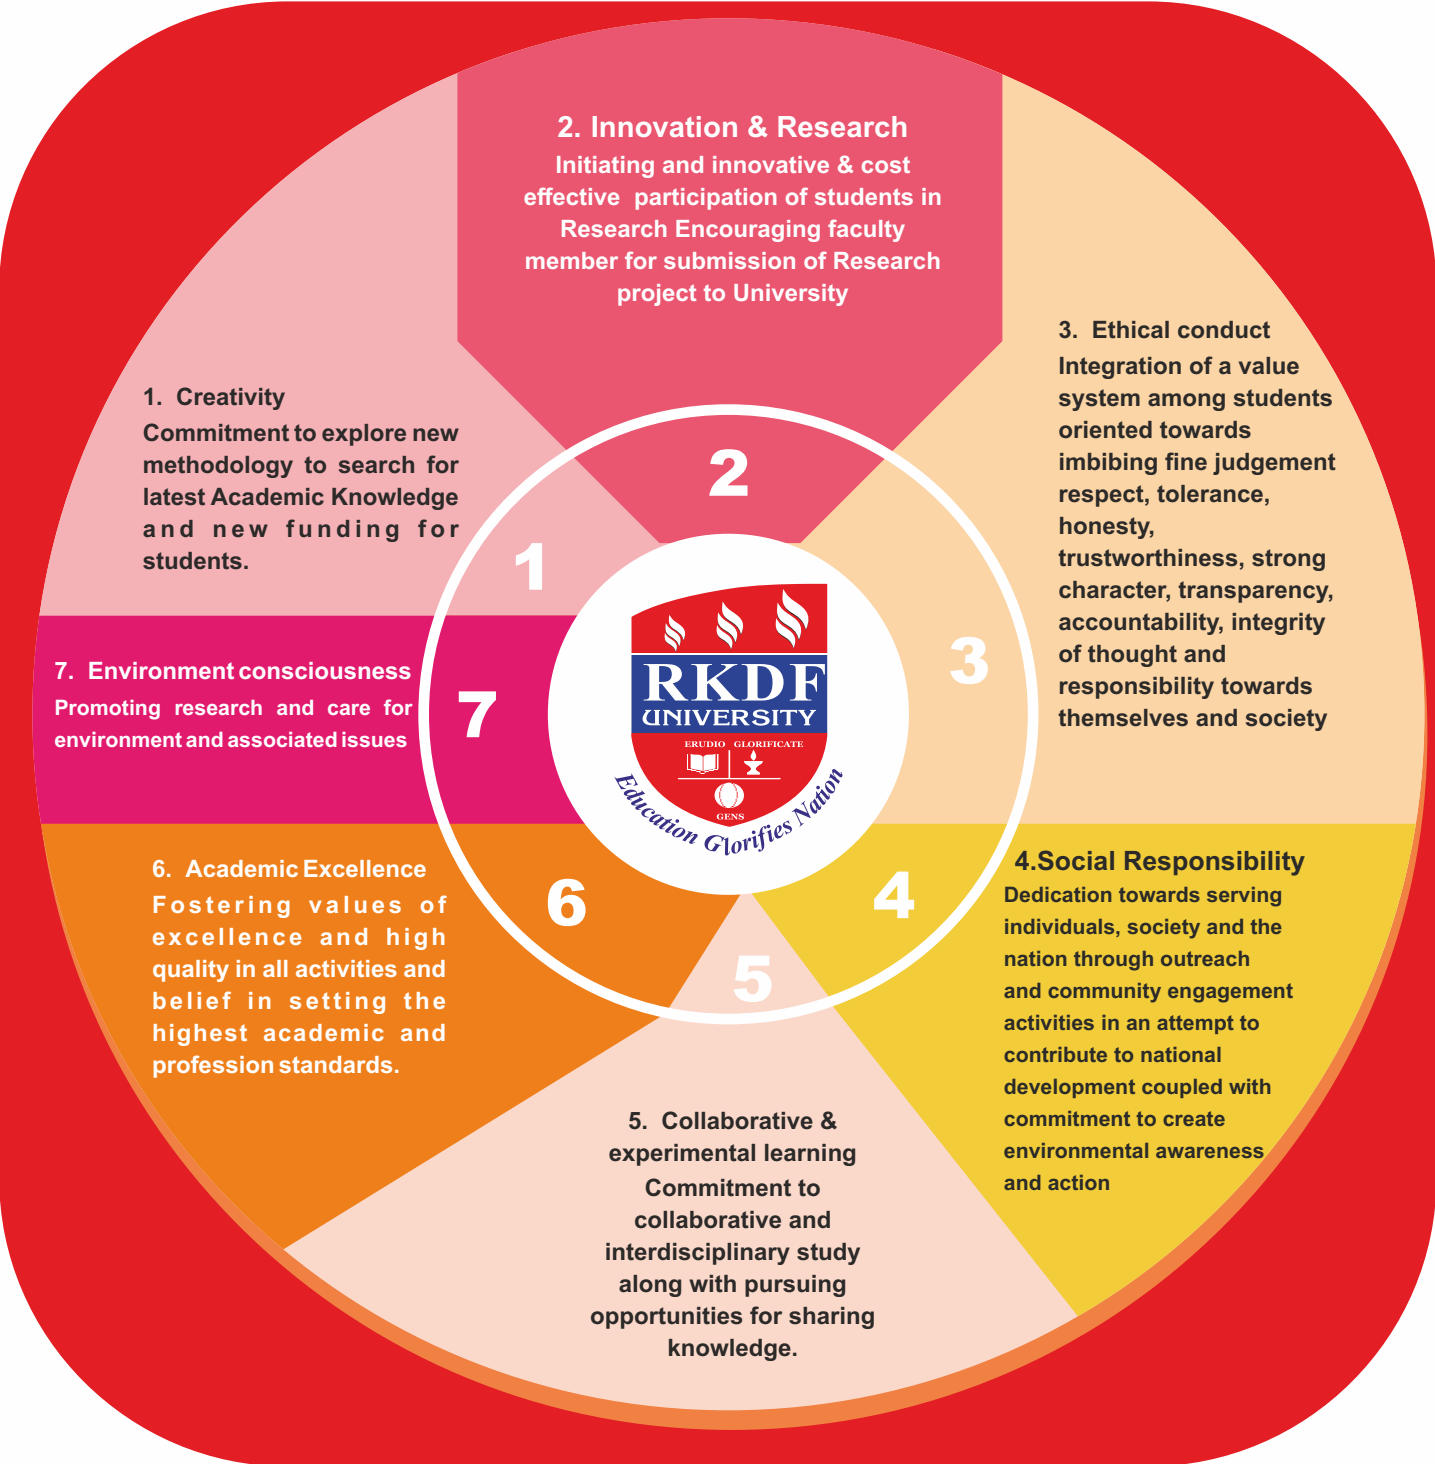 2. Innovation & Research
Initiating and innovative & cost
effective participation of students in
Research Encouraging faculty
member for submission of Research
project to University
1. Creativity
Commitment to explore new
methodology to search for
latest Academic Knowledge
and new funding for
students.
3. Ethical conduct
Integration of a value
system among students
oriented towards
imbibing fine judgement
respect, tolerance,
honesty,
trustworthiness, strong
character, transparency,
accountability, integrity
of thought and
responsibility towards
themselves and society
2
1
3
7
6
4
5
RKDF
UNIVERSITY
ERUDIO GLORIFICATE
GENS
Education Glorifies Nation
7. Environment consciousness
Promoting research and care for
environment and associated issues
4.Social Responsibility
Dedication towards serving
individuals, society and the
nation through outreach
and community engagement
activities in an attempt to
contribute to national
development coupled with
commitment to create
environmental awareness
and action
6. Academic Excellence
Fostering values of
excellence and high
quality in all activities and
belief in setting the
highest academic and
profession standards.
5. Collaborative &
experimental learning
Commitment to
collaborative and
interdisciplinary study
along with pursuing
opportunities for sharing
knowledge.